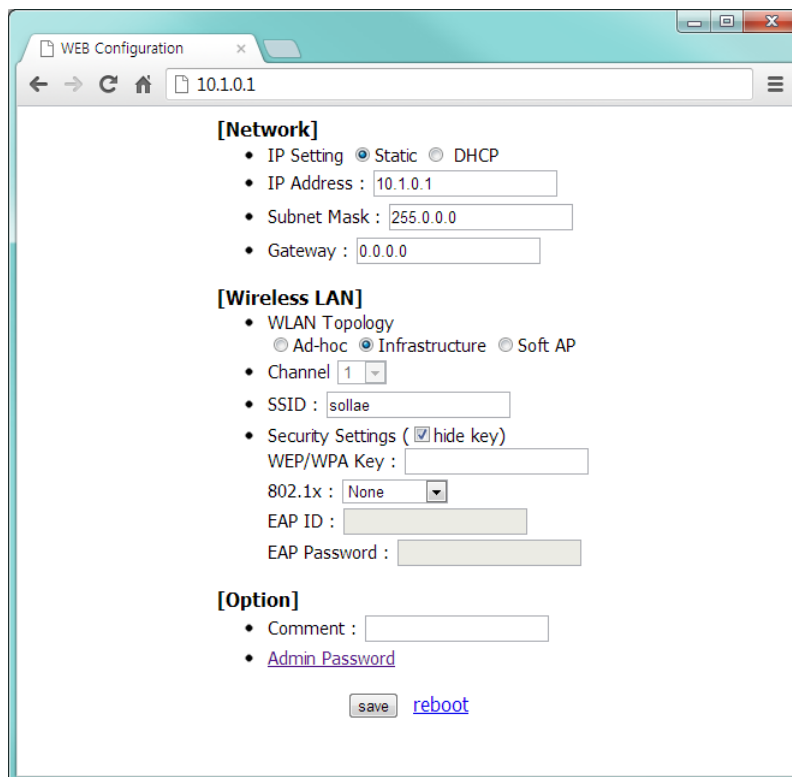 WEB Configuration
10.1.0.1
[Network]
IP Setting Static DHCP
IP Address : 10.1.0.1
Subnet Mask : 255.0.0.0
Gateway : 0.0.0.0
[Wireless LAN]
WLAN Topology
Ad-hoc Infrastructure Soft AP
Channel 1
SSID : sollae
Security Settings ( hide key)
WEP/WPA Key :
802.1x : None
EAP ID :
EAP Password :
[Option]
Comment :
Admin Password
save reboot